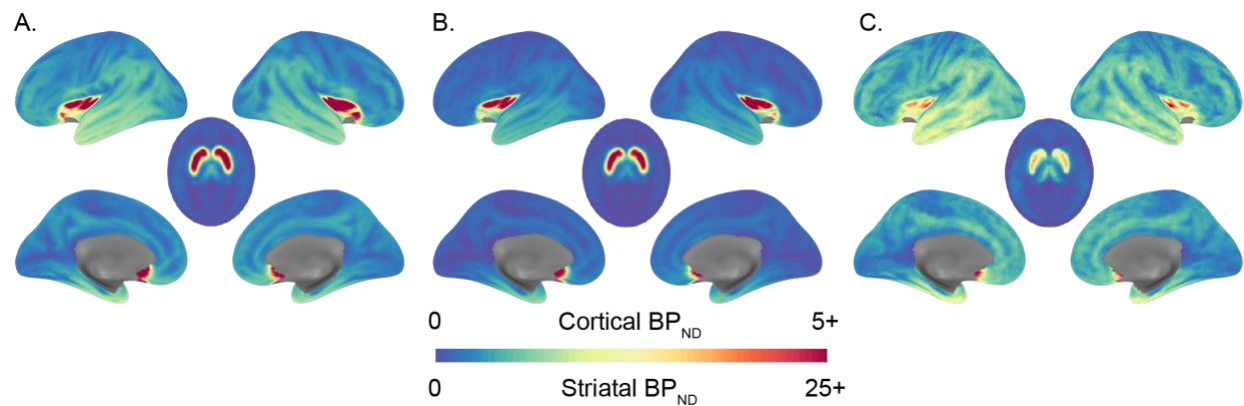 A. B. C.
0 Cortical BP_ND 5+
0 Striatal BP_ND 25+